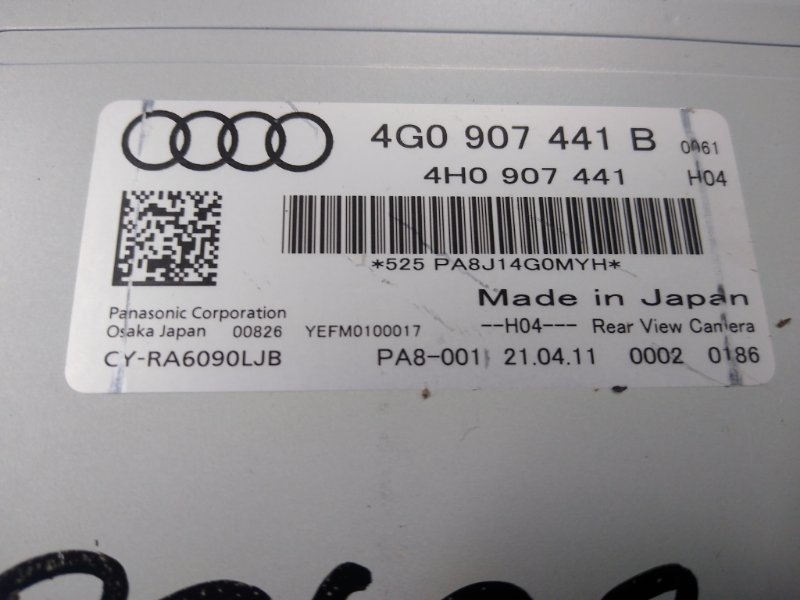 4G0 907 441 B 0A61
4H0 907 441 H04
*525 PA8J14G0MYH*
Made in Japan
Panasonic Corporation
Osaka Japan 00826 YEFM0100017 --H04--- Rear View Camera
CY-RA6090LJB PA8-001 21.04.11 0002 0186